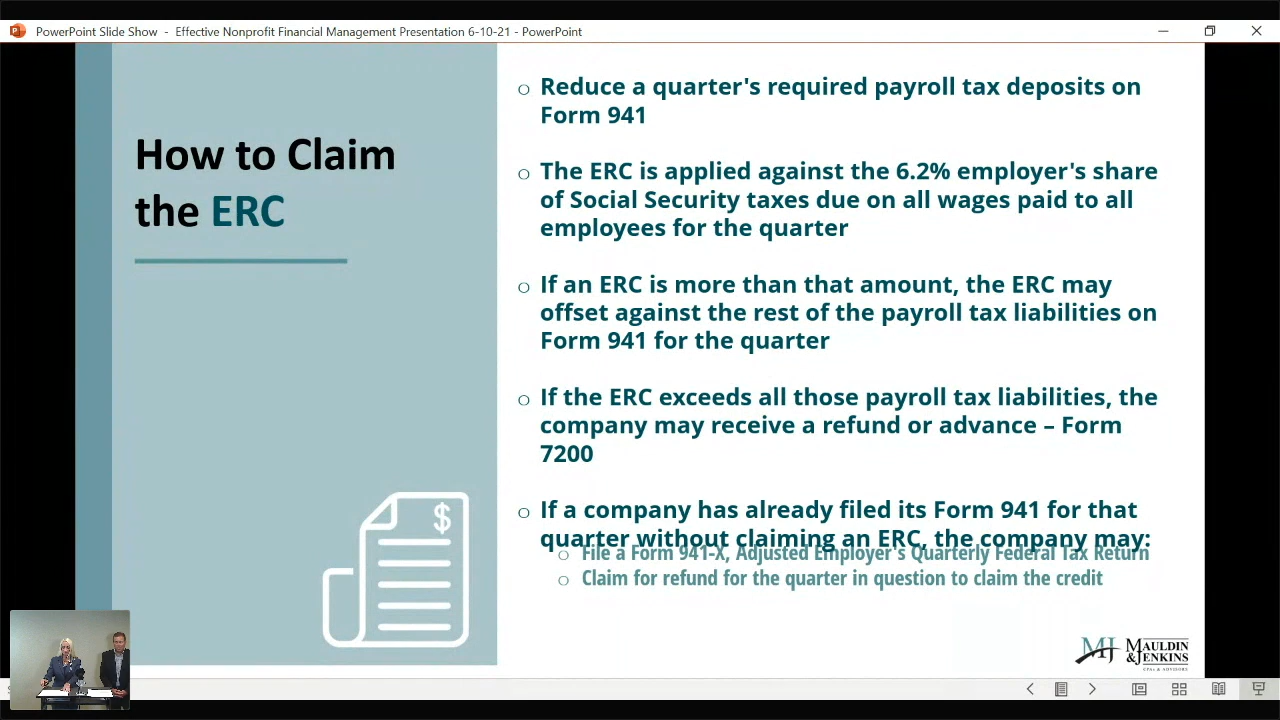 PowerPoint Slide Show - Effective Nonprofit Financial Management Presentation 6-10-21 - PowerPoint
How to Claim
the ERC
$
o Reduce a quarter's required payroll tax deposits on
Form 941
o The ERC is applied against the 6.2% employer's share
of Social Security taxes due on all wages paid to all
employees for the quarter
o If an ERC is more than that amount, the ERC may
offset against the rest of the payroll tax liabilities on
Form 941 for the quarter
o If the ERC exceeds all those payroll tax liabilities, the
company may receive a refund or advance – Form
7200
o If a company has already filed its Form 941 for that
quarter without claiming an ERC, the company may:
o File a Form 941-X, Adjusted Employer's Quarterly Federal Tax Return
o Claim for refund for the quarter in question to claim the credit
MJ MAULDIN
& JENKINS
CPAs & ADVISORS